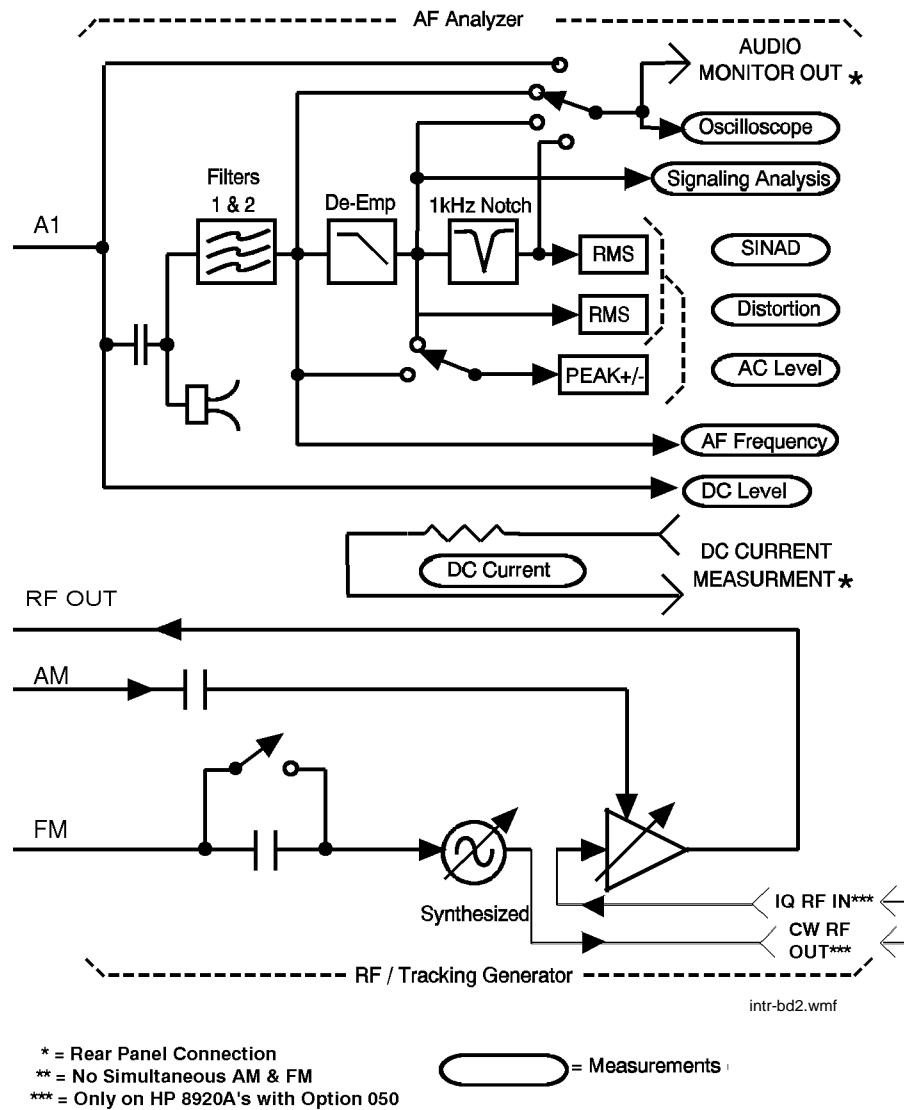 AF Analyzer
AUDIO
MONITOR OUT *
Oscilloscope
Signaling Analysis
Filters
1 & 2
De-Emp
1kHz Notch
A1
RMS
SINAD
RMS
Distortion
PEAK+/-
AC Level
AF Frequency
DC Level
DC Current
DC CURRENT
MEASURMENT *
RF OUT
AM
FM
Synthesized
IQ RF IN***
CW RF
OUT***
RF / Tracking Generator
intr-bd2.wmf
* = Rear Panel Connection
** = No Simultaneous AM & FM
*** = Only on HP 8920A's with Option 050
= Measurements